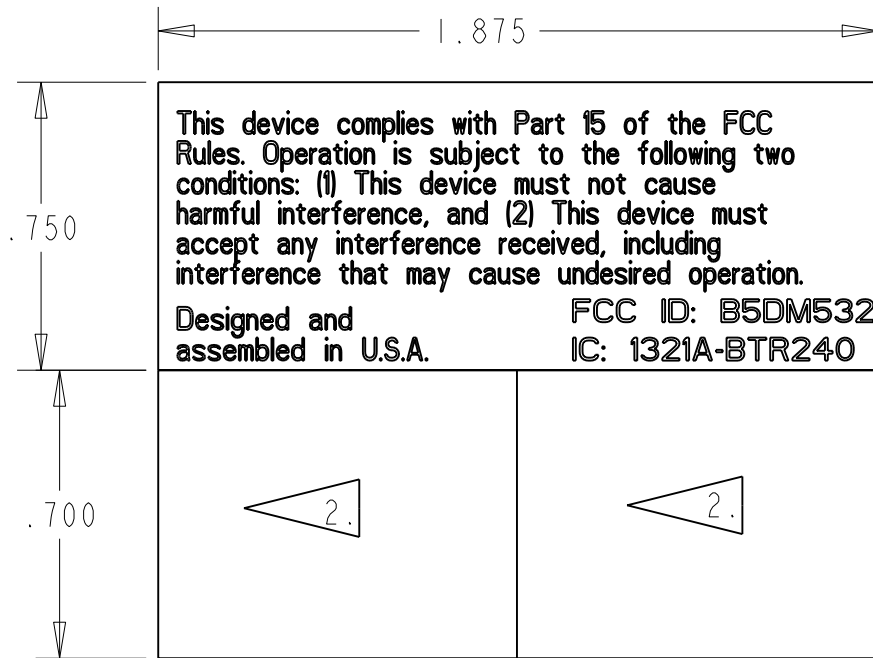 1.875
This device complies with Part 15 of the FCC
Rules. Operation is subject to the following two
conditions: (1) This device must not cause
harmful interference, and (2) This device must
accept any interference received, including
interference that may cause undesired operation.
.750
Designed and
assembled in U.S.A.
FCC ID: B5DM532
IC: 1321A-BTR240
.700
2.
2.